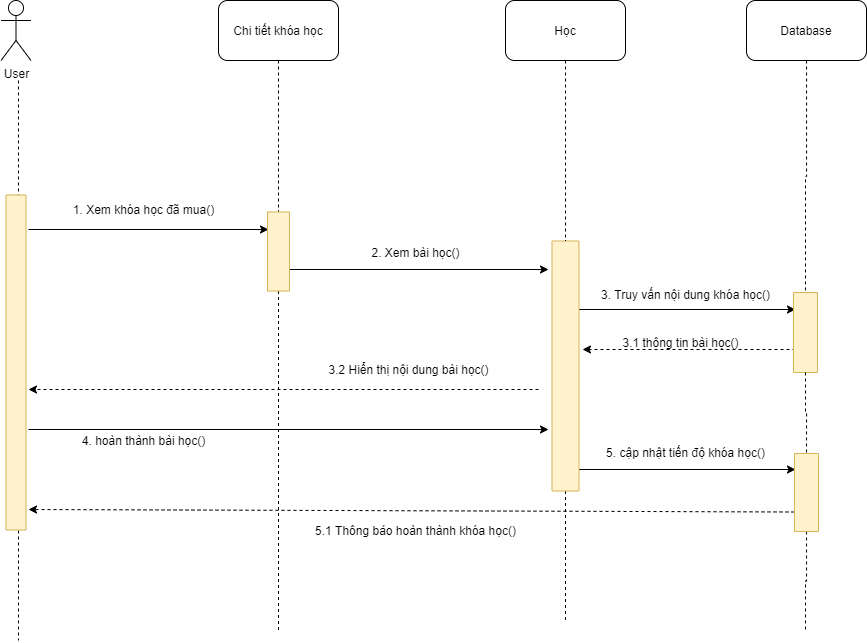 User
Chi tiết khóa học
Học
Database
1. Xem khóa học đã mua()
2. Xem bài học()
3. Truy vấn nội dung khóa học()
3.1 thông tin bài học()
3.2 Hiển thị nội dung bài học()
4. hoàn thành bài học()
5. cập nhật tiến độ khóa học()
5.1 Thông báo hoàn thành khóa học()